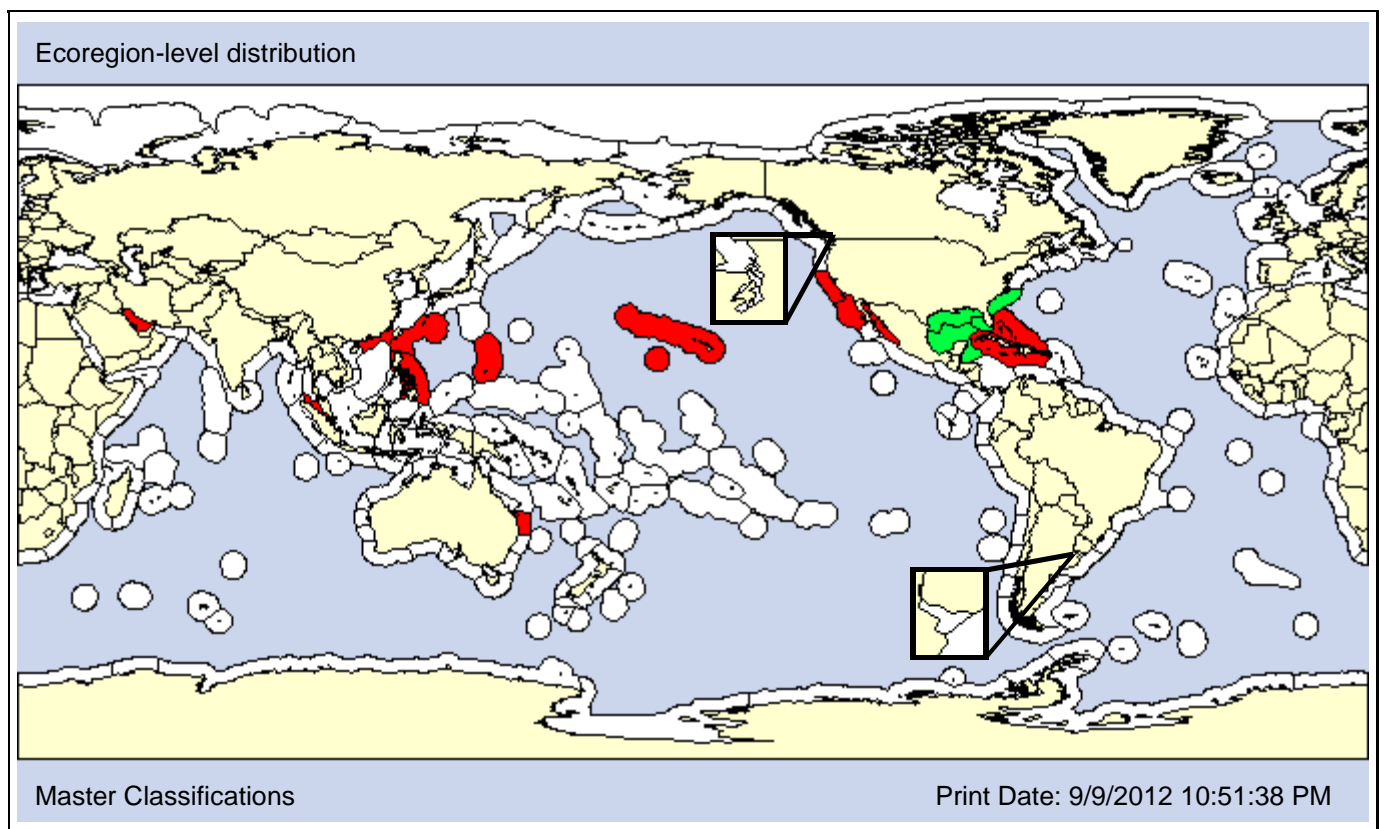 Ecoregion-level distribution
Master Classifications
Print Date: 9/9/2012 10:51:38 PM